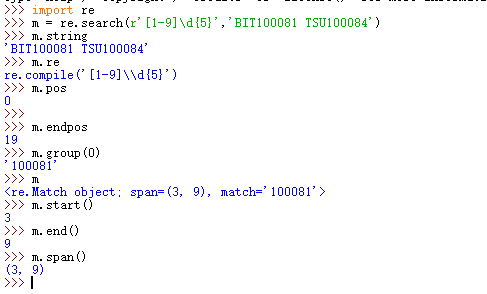 >>> import re
>>> m = re.search(r'[1-9]\d{5}','BIT100081 TSU100084')
>>> m.string
'BIT100081 TSU100084'
>>> m.re
re.compile('[1-9]\\d{5}')
>>> m.pos
0
>>>
>>> m.endpos
19
>>> m.group(0)
'100081'
>>> m
<re.Match object; span=(3, 9), match='100081'>
>>> m.start()
3
>>> m.end()
9
>>> m.span()
(3, 9)
>>>